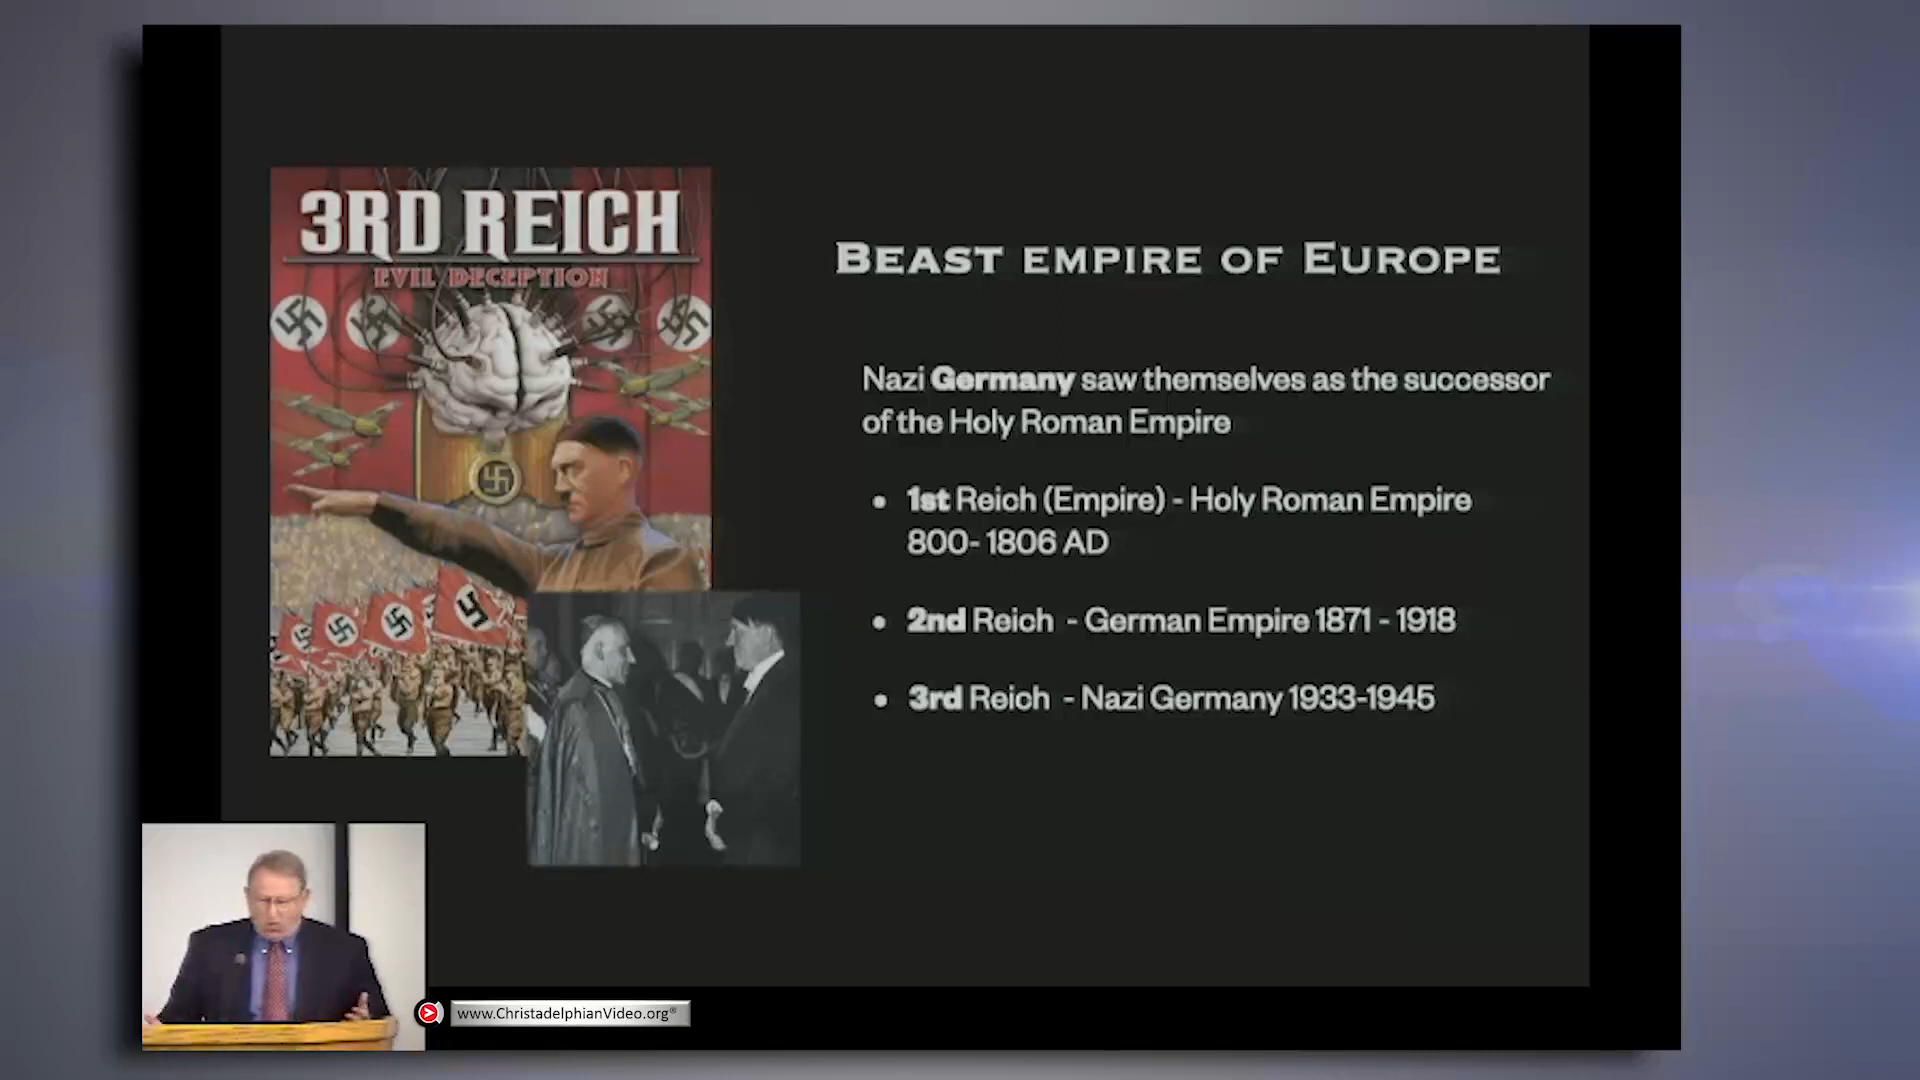 3RD REICH
EVIL DECEPTION
BEAST EMPIRE OF EUROPE
Nazi Germany saw themselves as the successor
of the Holy Roman Empire
• 1st Reich (Empire) - Holy Roman Empire
800- 1806 AD
• 2nd Reich - German Empire 1871 - 1918
• 3rd Reich - Nazi Germany 1933-1945
www.ChristadelphianVideo.org®